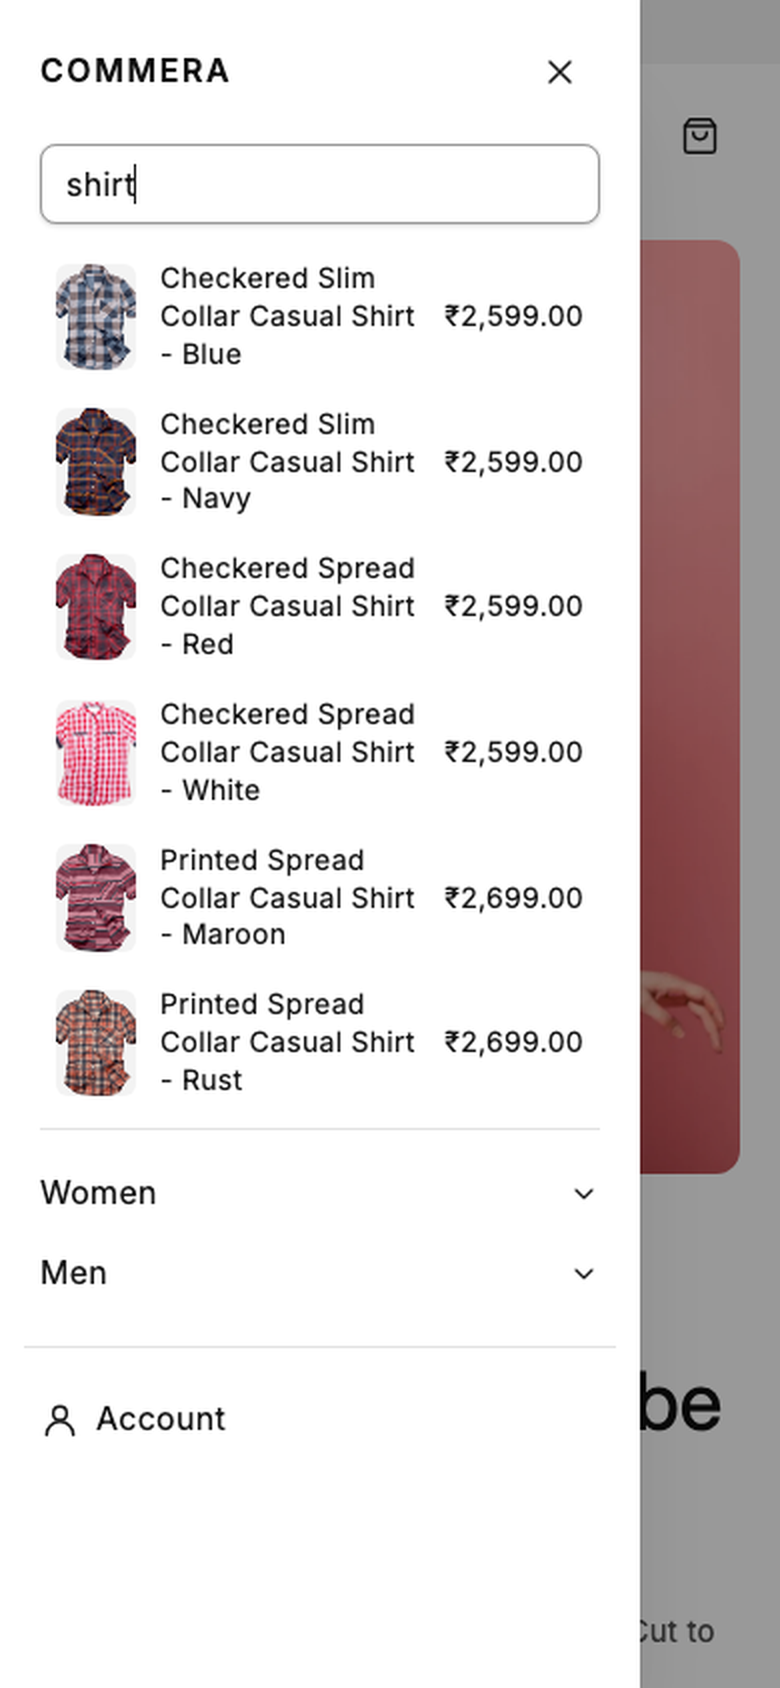 COMMERA
shirt
Checkered Slim
Collar Casual Shirt ₹2,599.00
- Blue
Checkered Slim
Collar Casual Shirt ₹2,599.00
- Navy
Checkered Spread
Collar Casual Shirt ₹2,599.00
- Red
Checkered Spread
Collar Casual Shirt ₹2,599.00
- White
Printed Spread
Collar Casual Shirt ₹2,699.00
- Maroon
Printed Spread
Collar Casual Shirt ₹2,699.00
- Rust
Women
Men
be
Account
Cut to